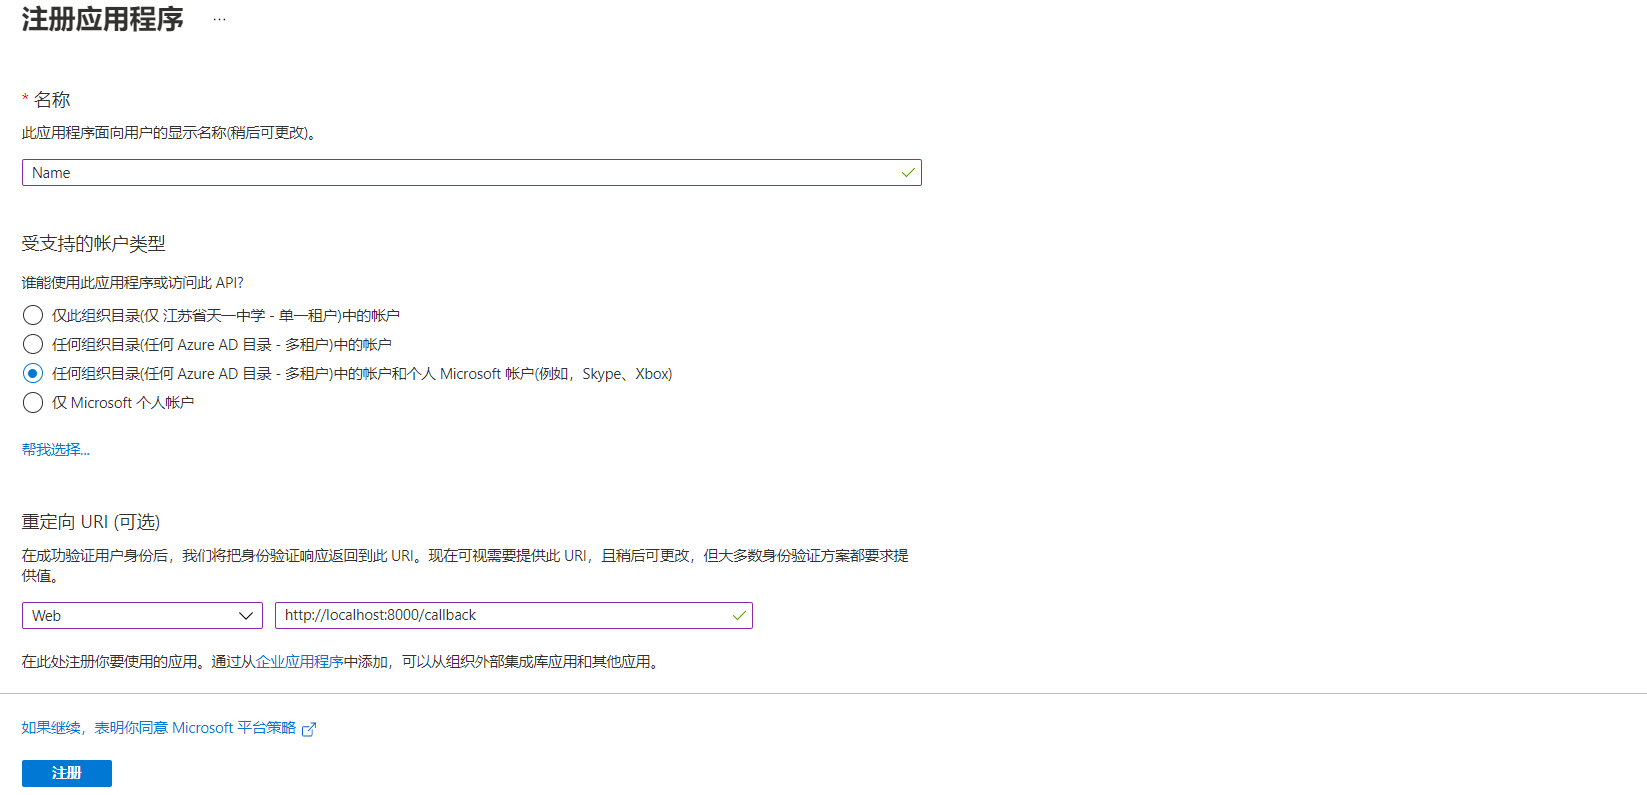 注册应用程序 ...
* 名称
此应用程序面向用户的显示名称(稍后可更改)。
Name
受支持的帐户类型
谁能使用此应用程序或访问此 API?
仅此组织目录(仅 江苏省天一中学 - 单一租户)中的帐户
任何组织目录(任何 Azure AD 目录 - 多租户)中的帐户
任何组织目录(任何 Azure AD 目录 - 多租户)中的帐户和个人 Microsoft 帐户(例如，Skype、Xbox)
仅 Microsoft 个人帐户
帮我选择...
重定向 URI (可选)
在成功验证用户身份后，我们将把身份验证响应返回到此 URI。现在可视需要提供此 URI，且稍后可更改，但大多数身份验证方案都要求提
供值。
Web
http://localhost:8000/callback
在此处注册你要使用的应用。通过从企业应用程序中添加，可以从组织外部集成库应用和其他应用。
如果继续，表明你同意 Microsoft 平台策略
注册